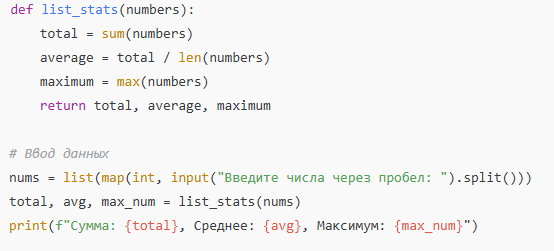 def list_stats(numbers):
    total = sum(numbers)
    average = total / len(numbers)
    maximum = max(numbers)
    return total, average, maximum

# Ввод данных
nums = list(map(int, input("Введите числа через пробел: ").split()))
total, avg, max_num = list_stats(nums)
print(f"Сумма: {total}, Среднее: {avg}, Максимум: {max_num}")